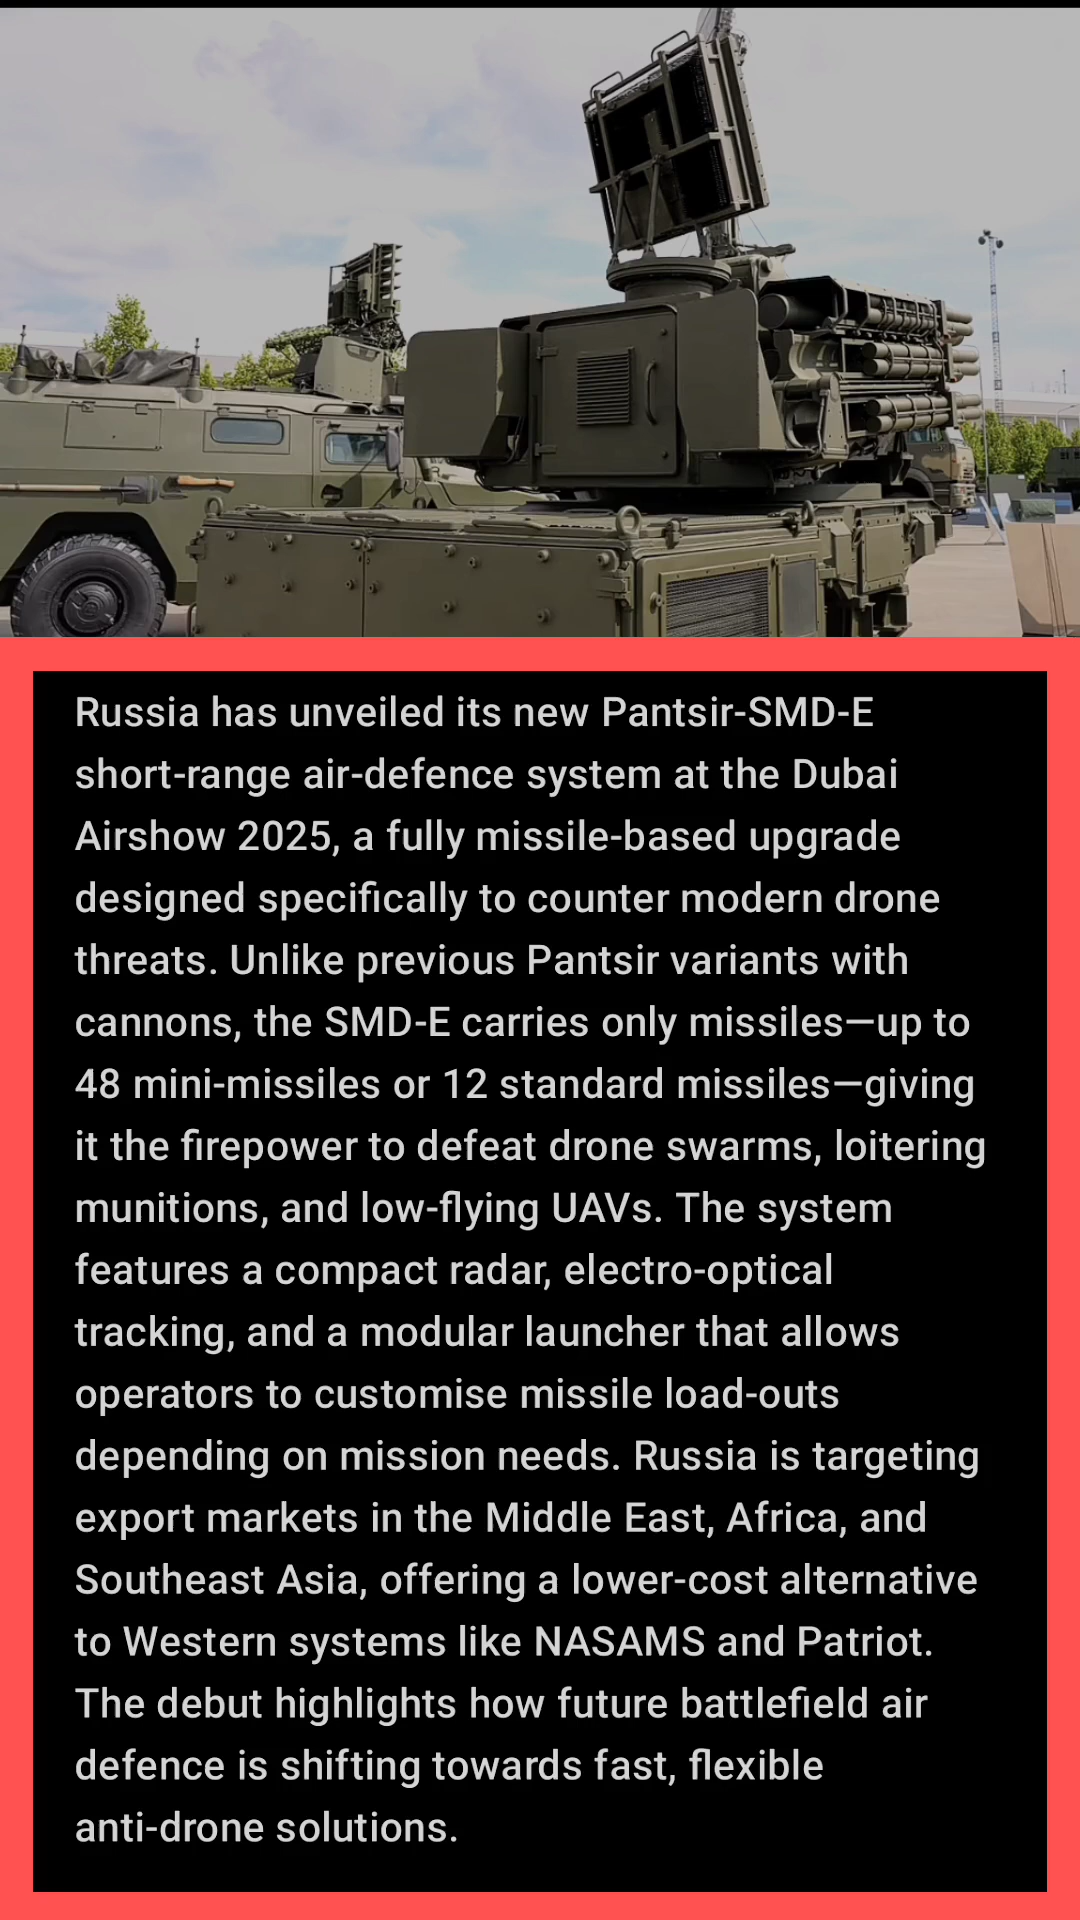 Russia has unveiled its new Pantsir-SMD-E
short-range air-defence system at the Dubai
Airshow 2025, a fully missile-based upgrade
designed specifically to counter modern drone
threats. Unlike previous Pantsir variants with
cannons, the SMD-E carries only missiles—up to
48 mini-missiles or 12 standard missiles—giving
it the firepower to defeat drone swarms, loitering
munitions, and low-flying UAVs. The system
features a compact radar, electro-optical
tracking, and a modular launcher that allows
operators to customise missile load-outs
depending on mission needs. Russia is targeting
export markets in the Middle East, Africa, and
Southeast Asia, offering a lower-cost alternative
to Western systems like NASAMS and Patriot.
The debut highlights how future battlefield air
defence is shifting towards fast, flexible
anti-drone solutions.